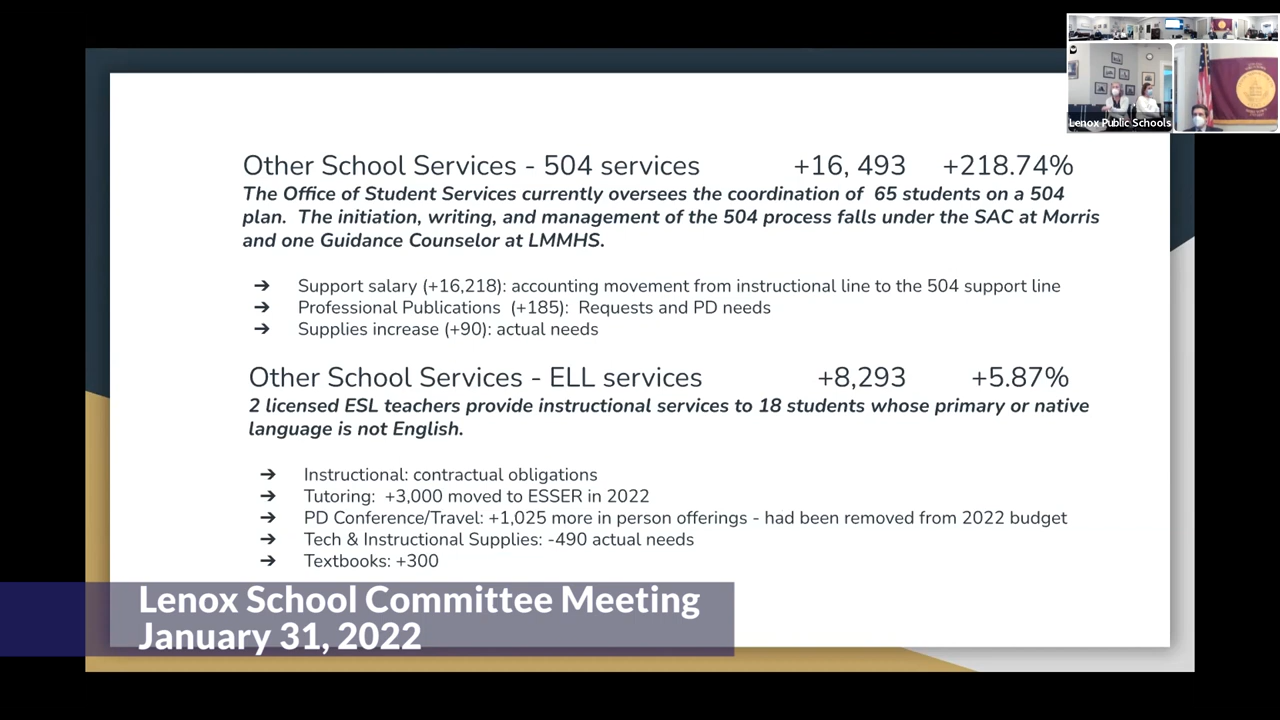 Lenox Public Schools
Other School Services - 504 services +16, 493 +218.74%
The Office of Student Services currently oversees the coordination of 65 students on a 504
plan. The initiation, writing, and management of the 504 process falls under the SAC at Morris
and one Guidance Counselor at LMMHS.
➔ Support salary (+16,218): accounting movement from instructional line to the 504 support line
➔ Professional Publications (+185): Requests and PD needs
➔ Supplies increase (+90): actual needs
Other School Services - ELL services +8,293 +5.87%
2 licensed ESL teachers provide instructional services to 18 students whose primary or native
language is not English.
➔ Instructional: contractual obligations
➔ Tutoring: +3,000 moved to ESSER in 2022
➔ PD Conference/Travel: +1,025 more in person offerings - had been removed from 2022 budget
➔ Tech & Instructional Supplies: -490 actual needs
➔ Textbooks: +300
Lenox School Committee Meeting
January 31, 2022